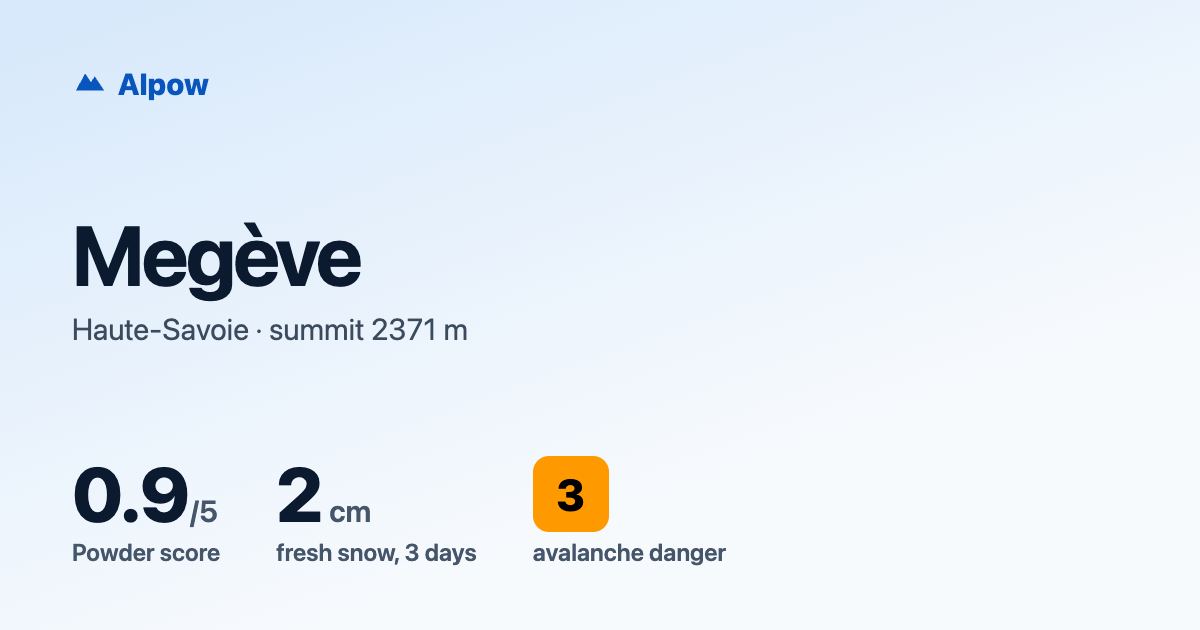 Alpow
Megève
Haute-Savoie · summit 2371 m
0.9/5
Powder score
2 cm
fresh snow, 3 days
3
avalanche danger